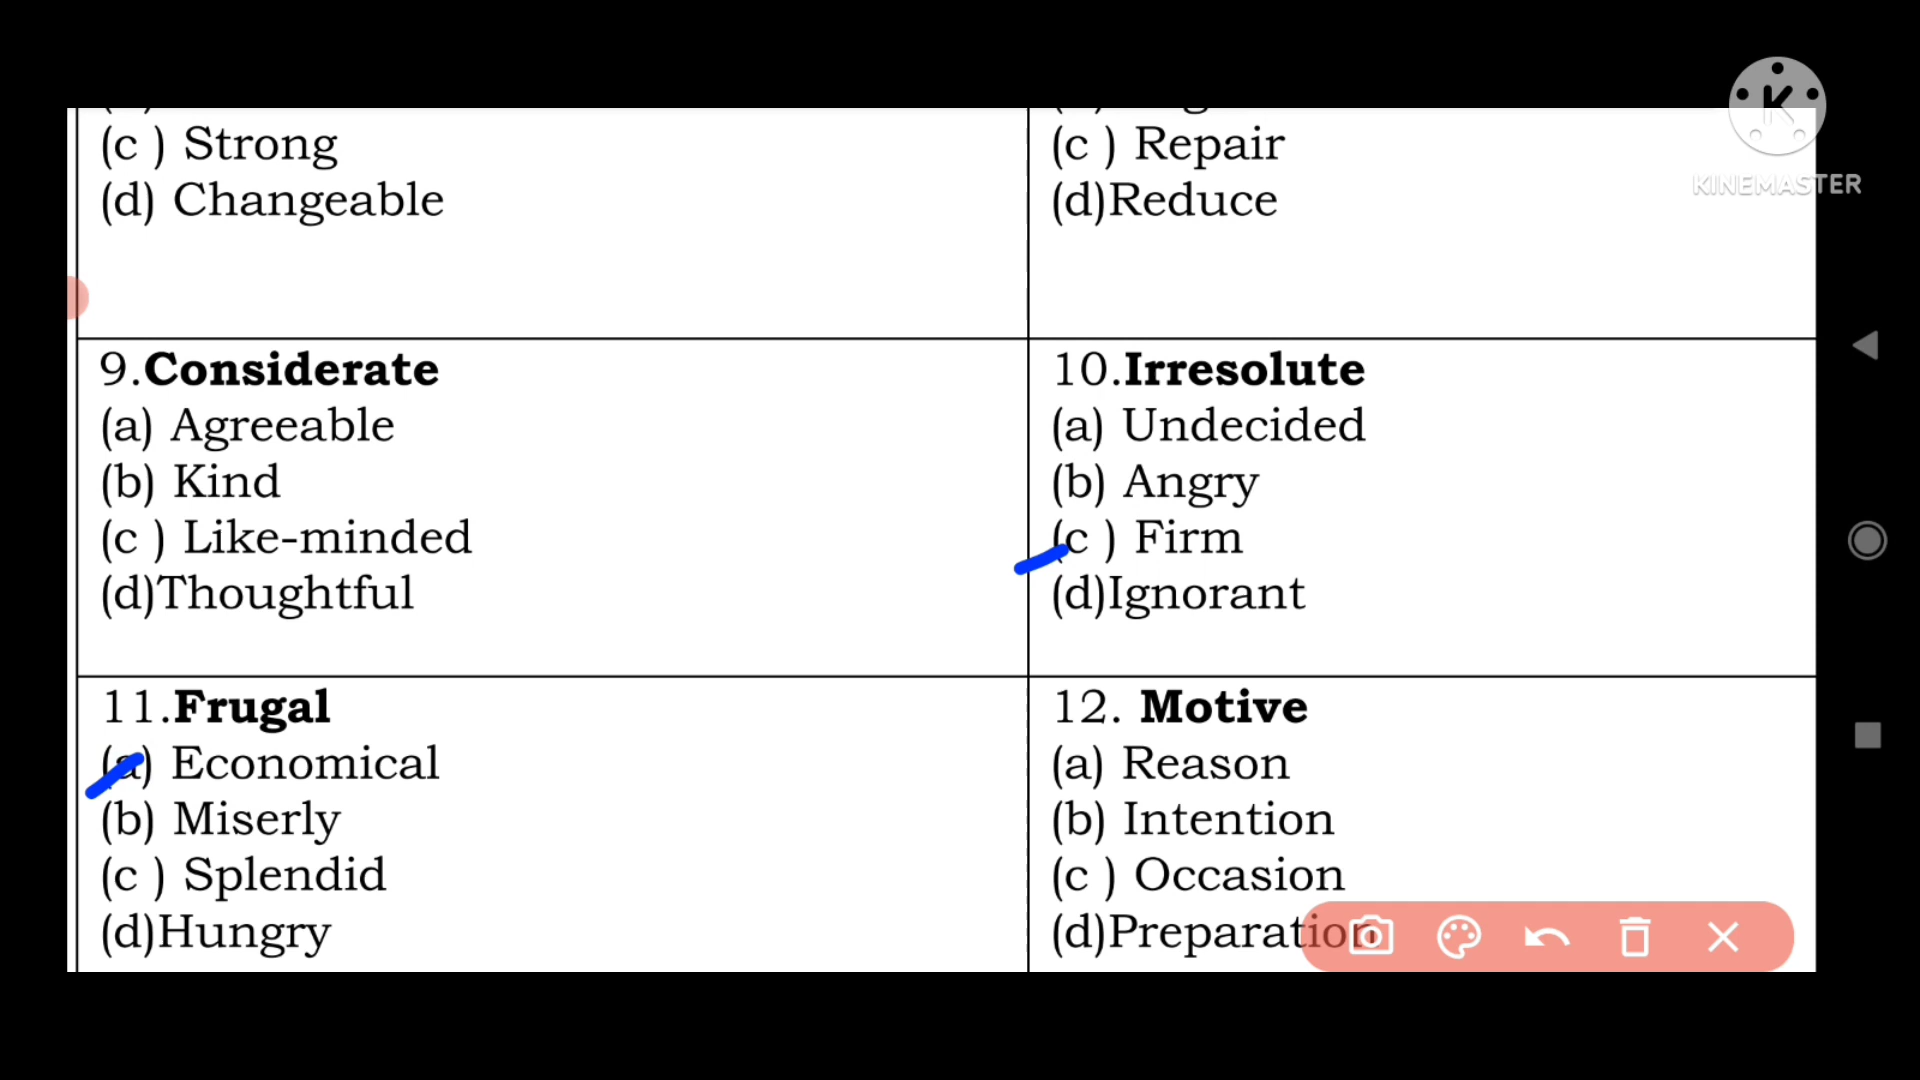 (c ) Strong
(d) Changeable
(c ) Repair
(d)Reduce
KINEMASTER
9.Considerate
(a) Agreeable
(b) Kind
(c ) Like-minded
(d)Thoughtful
10.Irresolute
(a) Undecided
(b) Angry
(c ) Firm
(d)Ignorant
11.Frugal
(a) Economical
(b) Miserly
(c ) Splendid
(d)Hungry
12. Motive
(a) Reason
(b) Intention
(c ) Occasion
(d)Preparation